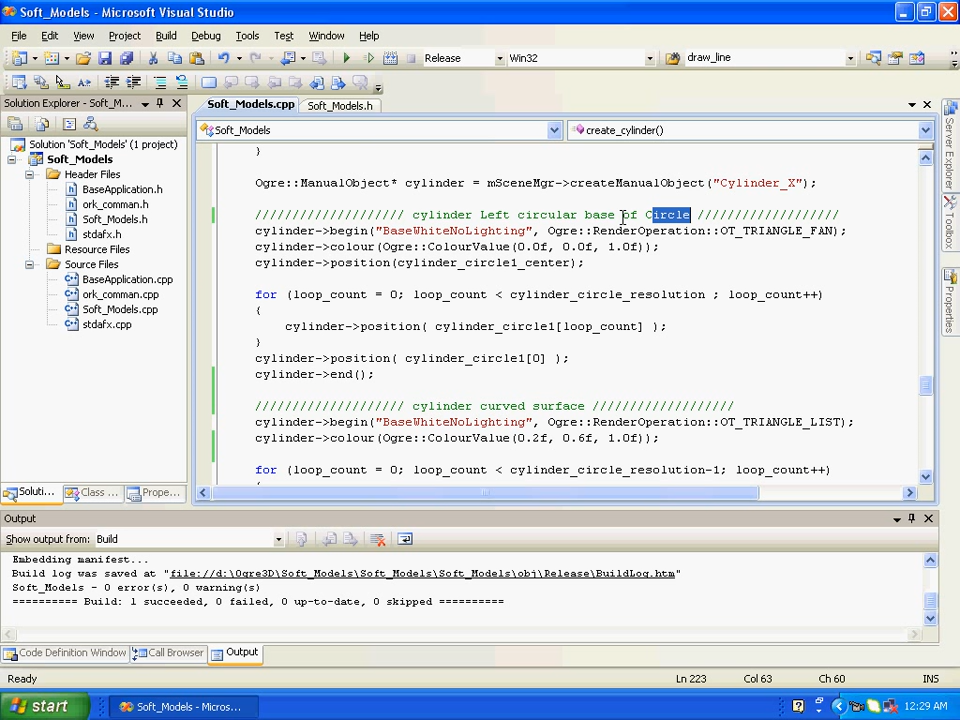 Soft_Models - Microsoft Visual Studio
File Edit View Project Build Debug Tools Test Window Help
Release Win32 draw_line
Solution Explorer - Soft_M...
Soft_Models.cpp Soft_Models.h
Soft_Models create_cylinder()
Solution 'Soft_Models' (1 project)
Soft_Models
Header Files
BaseApplication.h
ork_comman.h
Soft_Models.h
stdafx.h
Resource Files
Source Files
BaseApplication.cpp
ork_comman.cpp
Soft_Models.cpp
stdafx.cpp
Soluti... Class ... Prope...
}
Ogre::ManualObject* cylinder = mSceneMgr->createManualObject("Cylinder_X");
//////////////////// cylinder Left circular base of Circle ///////////////////
cylinder->begin("BaseWhiteNoLighting", Ogre::RenderOperation::OT_TRIANGLE_FAN);
cylinder->colour(Ogre::ColourValue(0.0f, 0.0f, 1.0f));
cylinder->position(cylinder_circle1_center);
for (loop_count = 0; loop_count < cylinder_circle_resolution ; loop_count++)
{
cylinder->position( cylinder_circle1[loop_count] );
}
cylinder->position( cylinder_circle1[0] );
cylinder->end();
//////////////////// cylinder curved surface ///////////////////
cylinder->begin("BaseWhiteNoLighting", Ogre::RenderOperation::OT_TRIANGLE_LIST);
cylinder->colour(Ogre::ColourValue(0.2f, 0.6f, 1.0f));
for (loop_count = 0; loop_count < cylinder_circle_resolution-1; loop_count++)
Server Explorer
Properties
Output
Show output from: Build
Embedding manifest...
Build log was saved at "file://d:\Ogre3D\Soft_Models\Soft_Models\Soft_Models\obj\Release\BuildLog.htm"
Soft_Models - 0 error(s), 0 warning(s)
========== Build: 1 succeeded, 0 failed, 0 up-to-date, 0 skipped ==========
Code Definition Window Call Browser Output
Ready Ln 223 Col 63 Ch 60 INS
start Soft_Models - Micros... 12:29 AM